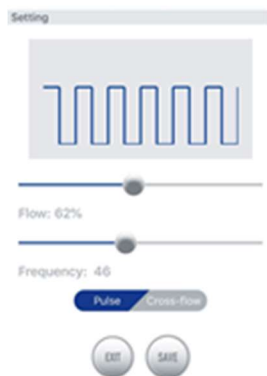 Setting
Flow: 62%
Frequency: 46
Pulse
Cross-flow
EXIT
SAVE